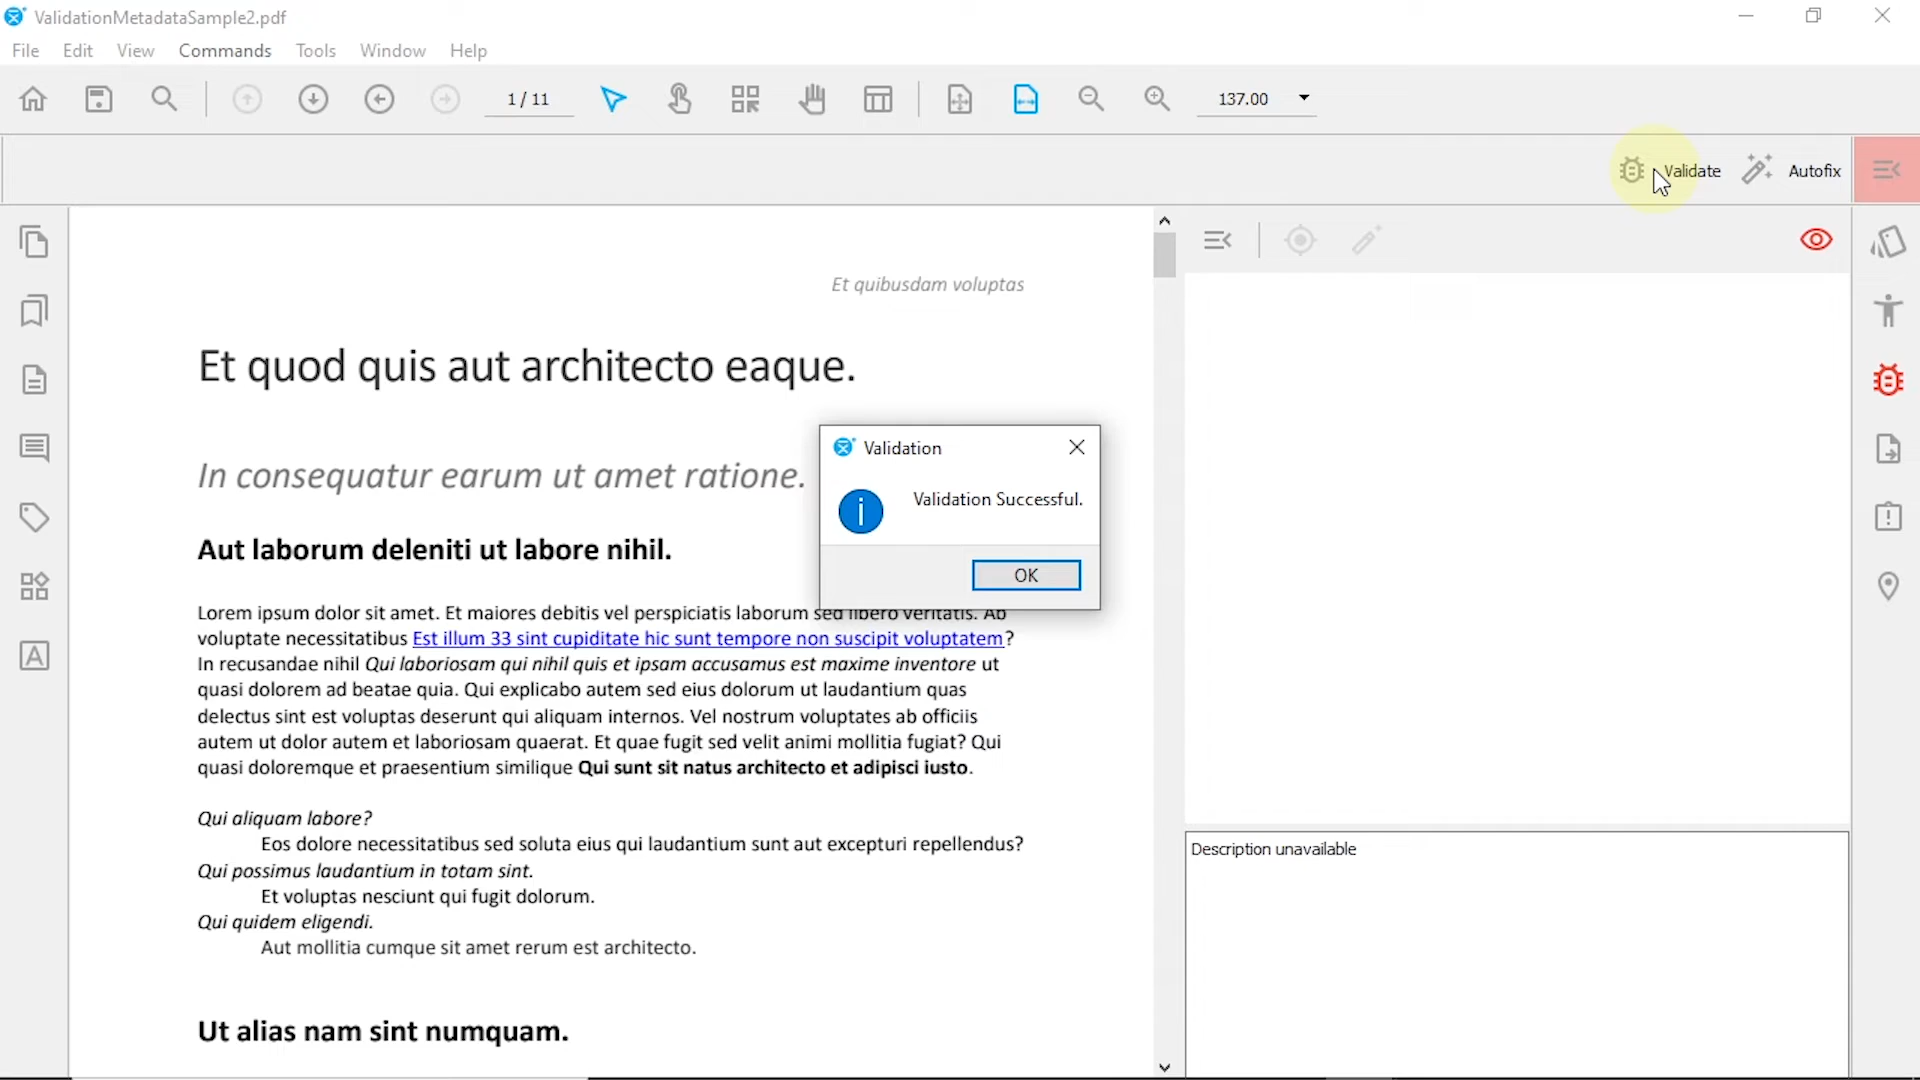 ValidationMetadataSample2.pdf
File Edit View Commands Tools Window Help
1 / 11
137.00
Validate Autofix
Et quibusdam voluptas
Et quod quis aut architecto eaque.
In consequatur earum ut amet ratione.
Validation
Validation Successful.
OK
Aut laborum deleniti ut labore nihil.
Lorem ipsum dolor sit amet. Et maiores debitis vel perspiciatis laborum sed libero veritatis. Ab
voluptate necessitatibus Est illum 33 sint cupiditate hic sunt tempore non suscipit voluptatem?
In recusandae nihil Qui laboriosam qui nihil quis et ipsam accusamus est maxime inventore ut
quasi dolorem ad beatae quia. Qui explicabo autem sed eius dolorum ut laudantium quas
delectus sint est voluptas deserunt qui aliquam internos. Vel nostrum voluptates ab officiis
autem ut dolor autem et laboriosam quaerat. Et quae fugit sed velit animi mollitia fugiat? Qui
quasi doloremque et praesentium similique Qui sunt sit natus architecto et adipisci iusto.
Qui aliquam labore?
Eos dolore necessitatibus sed soluta eius qui laudantium sunt aut excepturi repellendus?
Qui possimus laudantium in totam sint.
Et voluptas nesciunt qui fugit dolorum.
Qui quidem eligendi.
Aut mollitia cumque sit amet rerum est architecto.
Ut alias nam sint numquam.
Description unavailable